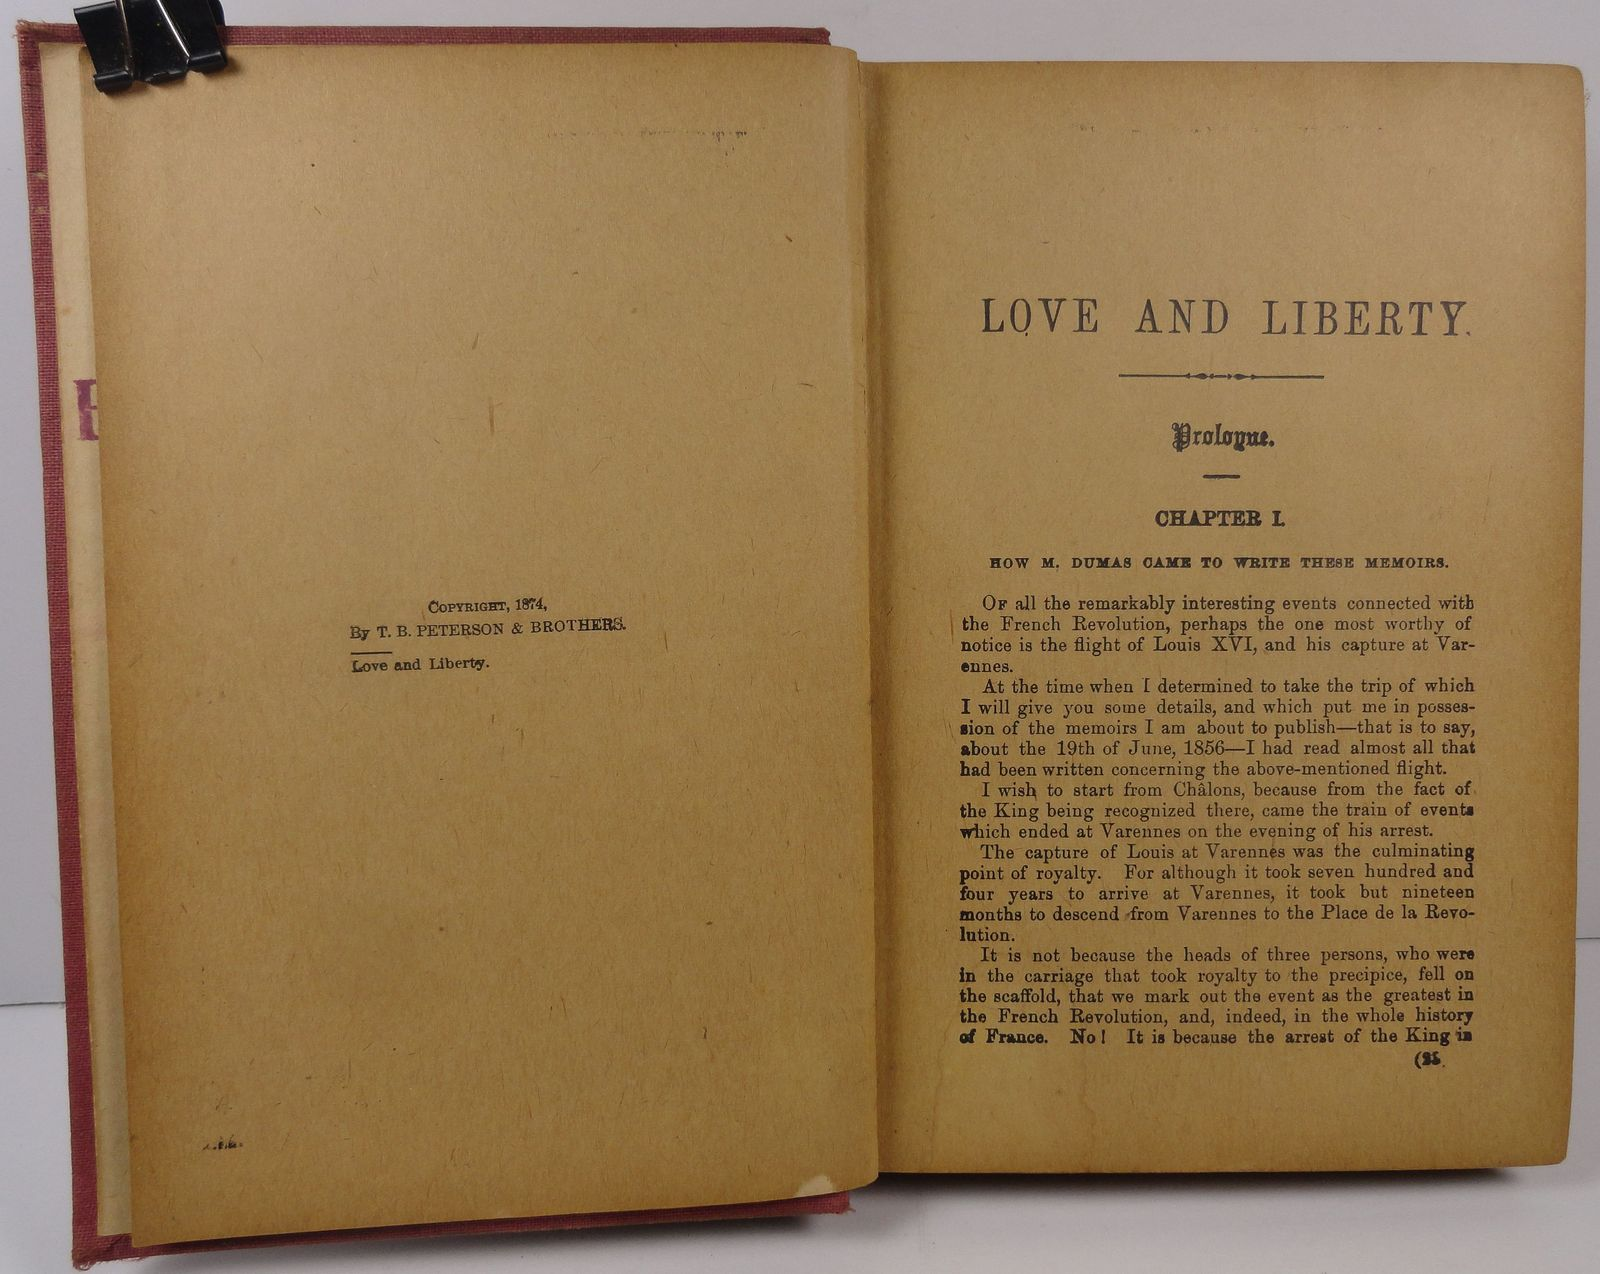 COPYRIGHT, 1874,
By T. B. PETERSON & BROTHERS.
Love and Liberty.
LOVE AND LIBERTY.
Prologue.
CHAPTER I.
HOW M. DUMAS CAME TO WRITE THESE MEMOIRS.
OF all the remarkably interesting events connected with
the French Revolution, perhaps the one most worthy of
notice is the flight of Louis XVI, and his capture at Var-
ennes.
At the time when I determined to take the trip of which
I will give you some details, and which put me in posses-
sion of the memoirs I am about to publish—that is to say,
about the 19th of June, 1856—I had read almost all that
had been written concerning the above-mentioned flight.
I wish to start from Châlons, because from the fact of
the King being recognized there, came the train of events
which ended at Varennes on the evening of his arrest.
The capture of Louis at Varennes was the culminating
point of royalty. For although it took seven hundred and
four years to arrive at Varennes, it took but nineteen
months to descend from Varennes to the Place de la Revo-
lution.
It is not because the heads of three persons, who were
in the carriage that took royalty to the precipice, fell on
the scaffold, that we mark out the event as the greatest in
the French Revolution, and, indeed, in the whole history
of France. No! It is because the arrest of the King in